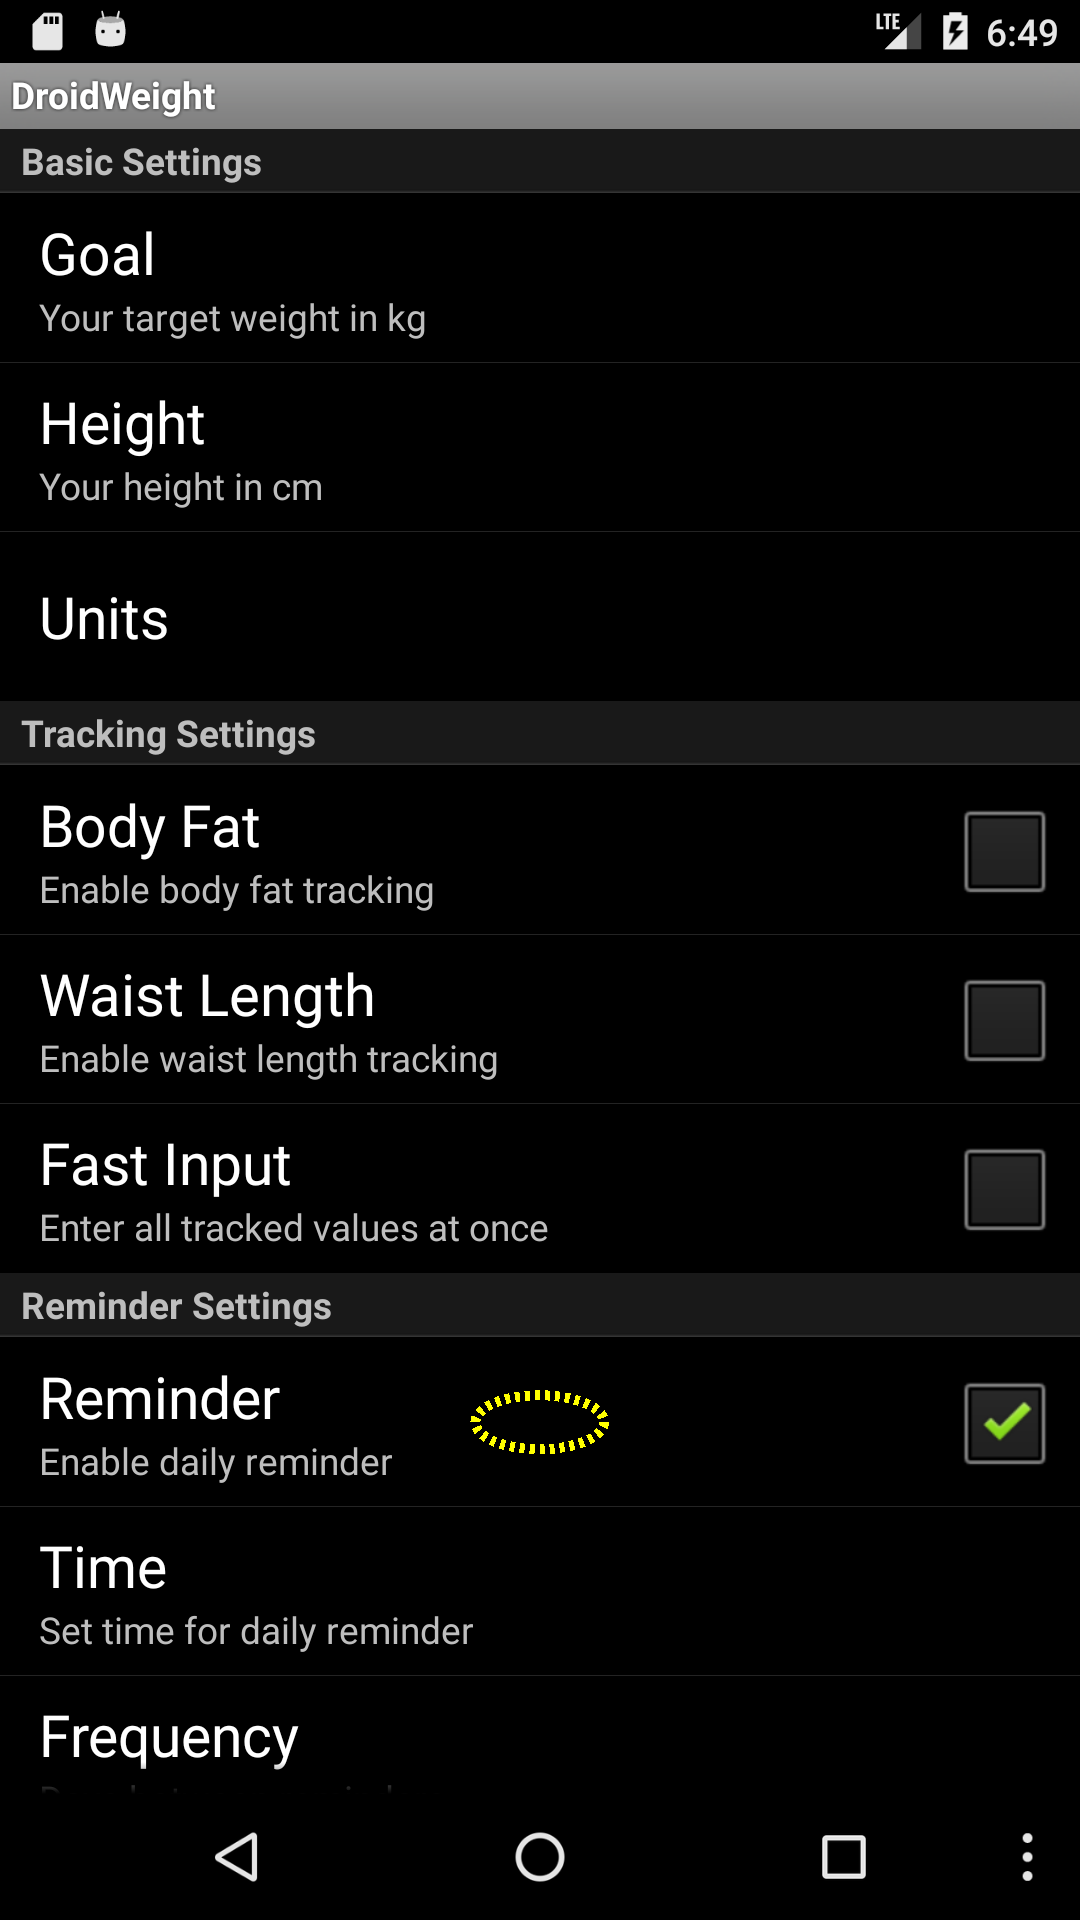 LTE 6:49
DroidWeight
Basic Settings
Goal
Your target weight in kg
Height
Your height in cm
Units
Tracking Settings
Body Fat
Enable body fat tracking
Waist Length
Enable waist length tracking
Fast Input
Enter all tracked values at once
Reminder Settings
Reminder
Enable daily reminder
Time
Set time for daily reminder
Frequency